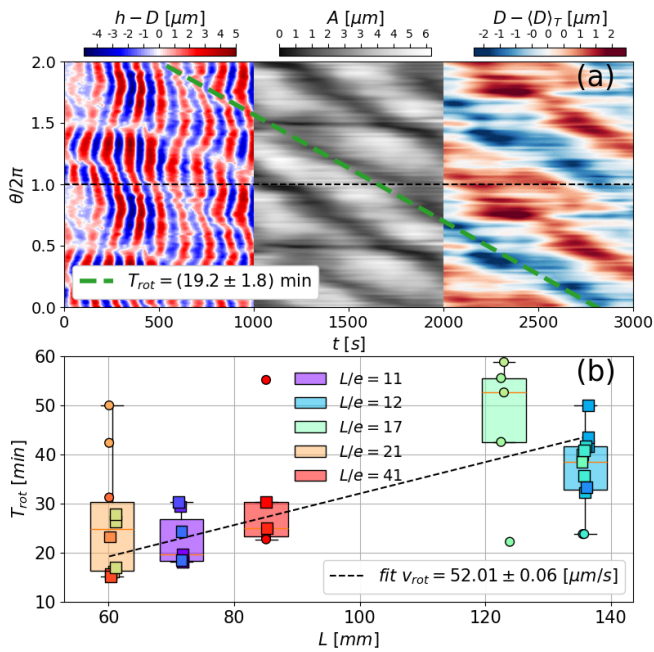 h − D [μm]
A [μm]
D − ⟨D⟩_T [μm]
−4 −3 −2 −1 0 1 2 3 4 5
0 1 2 3 4 5 6
−2 −1 0 1 2
(a)
2.0
1.5
1.0
0.5
0.0
θ/2π
T_rot = (19.2 ± 1.8) min
0 500 1000 1500 2000 2500 3000
t [s]
(b)
60
50
40
30
20
10
T_rot [min]
L/e = 11
L/e = 12
L/e = 17
L/e = 21
L/e = 41
fit v_rot = 52.01 ± 0.06 [μm/s]
60 80 100 120 140
L [mm]